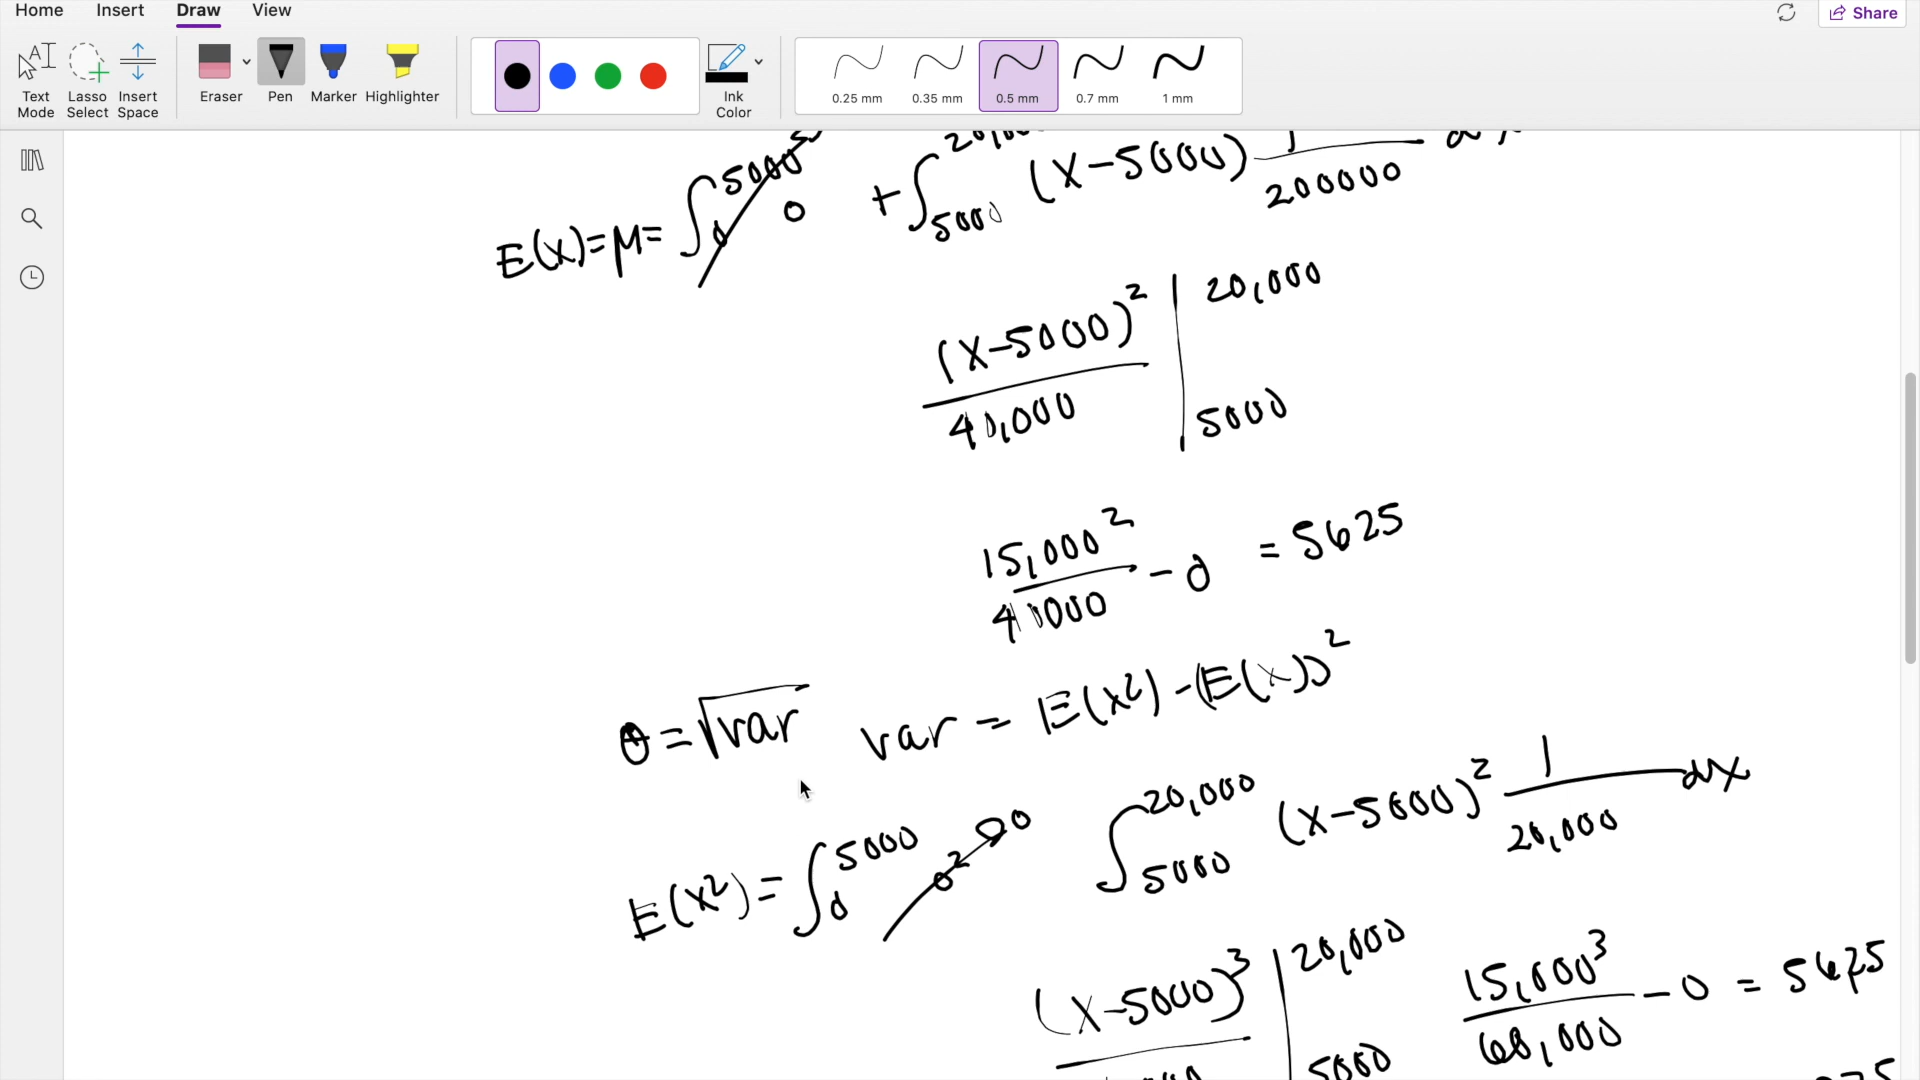 Home Insert Draw View Share
Text Mode Lasso Select Insert Space Eraser Pen Marker Highlighter Ink Color 0.25 mm 0.35 mm 0.5 mm 0.7 mm 1 mm
E(x)=μ= ∫₀^5000 0 + ∫_5000 (x-5000) 1/200000 dx
(x-5000)²/40,000 | 20,000 5000
15,000²/40000 - 0 = 5625
θ = √var var = E(x²) - (E(x))²
E(x²) = ∫₀^5000 0² 0 ∫_5000^20,000 (x-5000)² 1/20,000 dx
(x-5000)³ | 20,000 5000 15,000³/60,000 - 0 = 5625